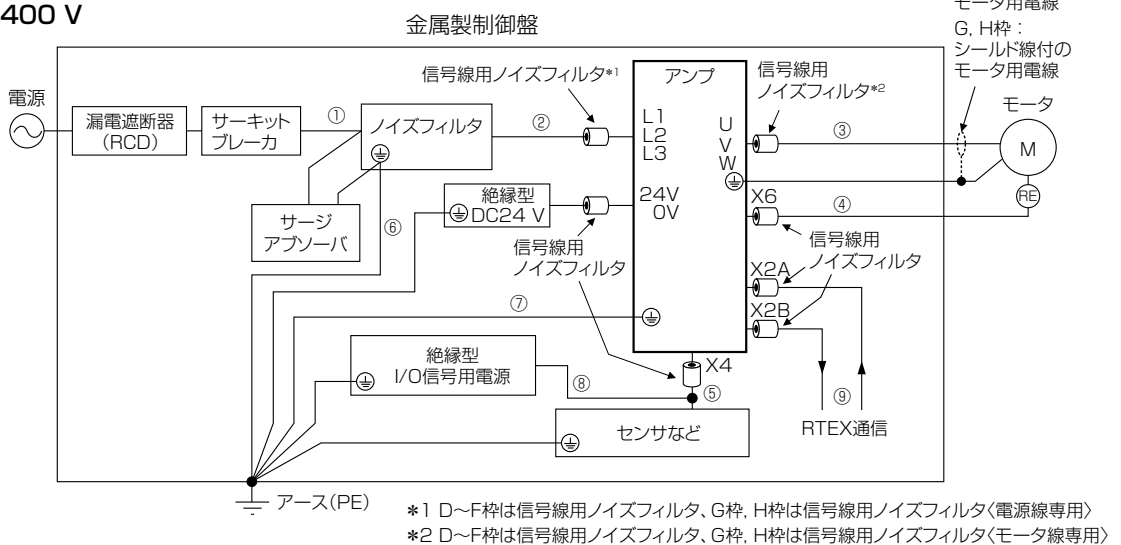 400 V
金属製制御盤
モータ用電線
G, H枠：
シールド線付の
モータ用電線
電源
漏電遮断器
(RCD)
サーキット
ブレーカ
①
ノイズフィルタ
②
信号線用ノイズフィルタ*1
アンプ
信号線用
ノイズフィルタ*2
L1
L2
L3
U
V
W
③
モータ
M
RE
24V
0V
X6
④
絶縁型
DC24 V
サージ
アブソーバ
⑥
信号線用
ノイズフィルタ
信号線用
ノイズフィルタ
X2A
X2B
⑦
絶縁型
I/O信号用電源
⑧
X4
⑤
⑨
センサなど
RTEX通信
アース(PE)
*1 D～F枠は信号線用ノイズフィルタ、G枠, H枠は信号線用ノイズフィルタ〈電源線専用〉
*2 D～F枠は信号線用ノイズフィルタ、G枠, H枠は信号線用ノイズフィルタ〈モータ線専用〉